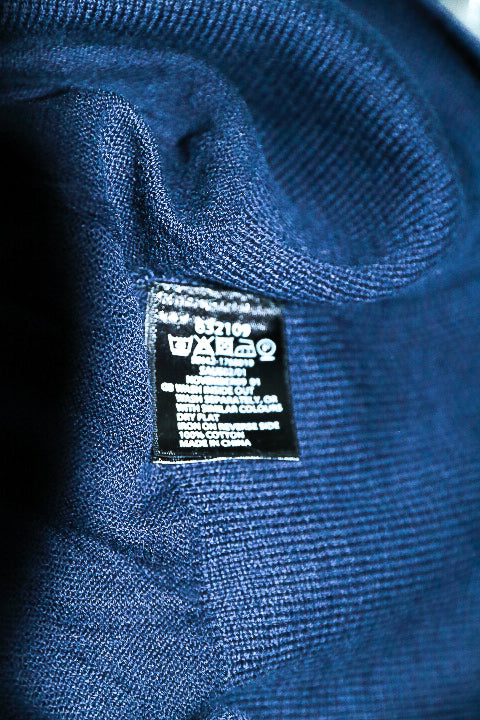 832109
GB WASH INSIDE OUT
WASH SEPARATELY, OR
WITH SIMILAR COLOURS
DRY FLAT
IRON ON REVERSE SIDE
100% COTTON
MADE IN CHINA